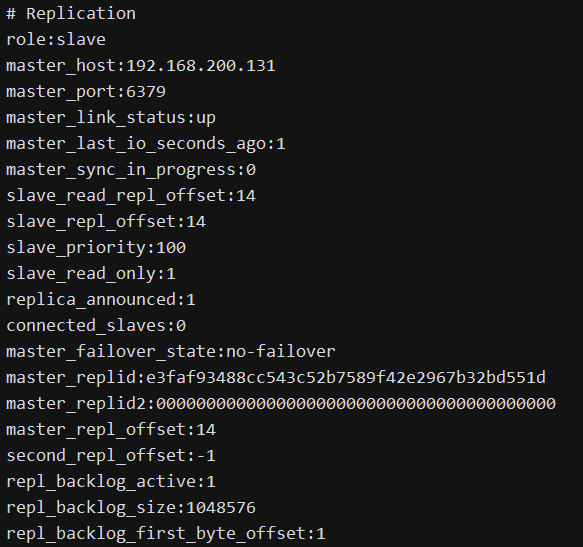 # Replication
role:slave
master_host:192.168.200.131
master_port:6379
master_link_status:up
master_last_io_seconds_ago:1
master_sync_in_progress:0
slave_read_repl_offset:14
slave_repl_offset:14
slave_priority:100
slave_read_only:1
replica_announced:1
connected_slaves:0
master_failover_state:no-failover
master_replid:e3faf93488cc543c52b7589f42e2967b32bd551d
master_replid2:0000000000000000000000000000000000000000
master_repl_offset:14
second_repl_offset:-1
repl_backlog_active:1
repl_backlog_size:1048576
repl_backlog_first_byte_offset:1